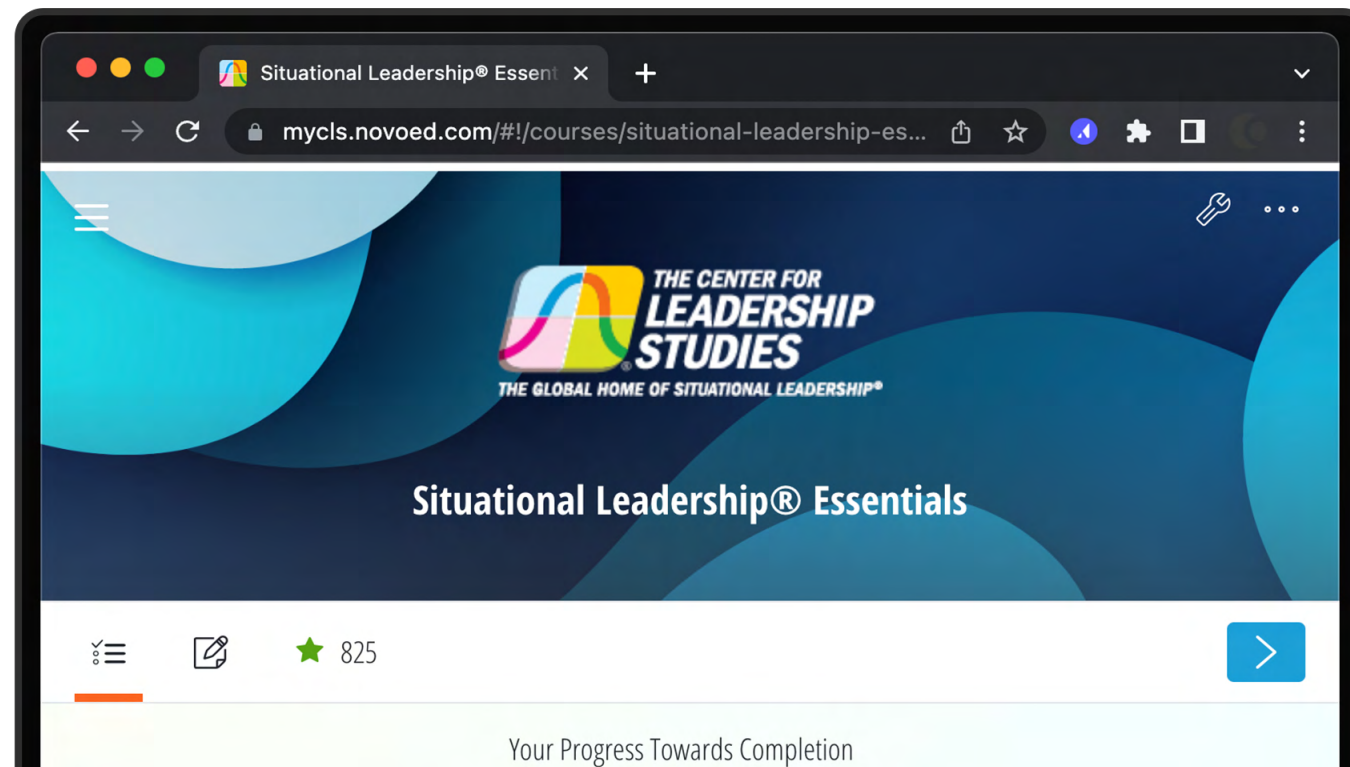 Situational Leadership® Essent
mycls.novoed.com/#!/courses/situational-leadership-es...
THE CENTER FOR
LEADERSHIP
STUDIES
®
THE GLOBAL HOME OF SITUATIONAL LEADERSHIP®
Situational Leadership® Essentials
825
Your Progress Towards Completion